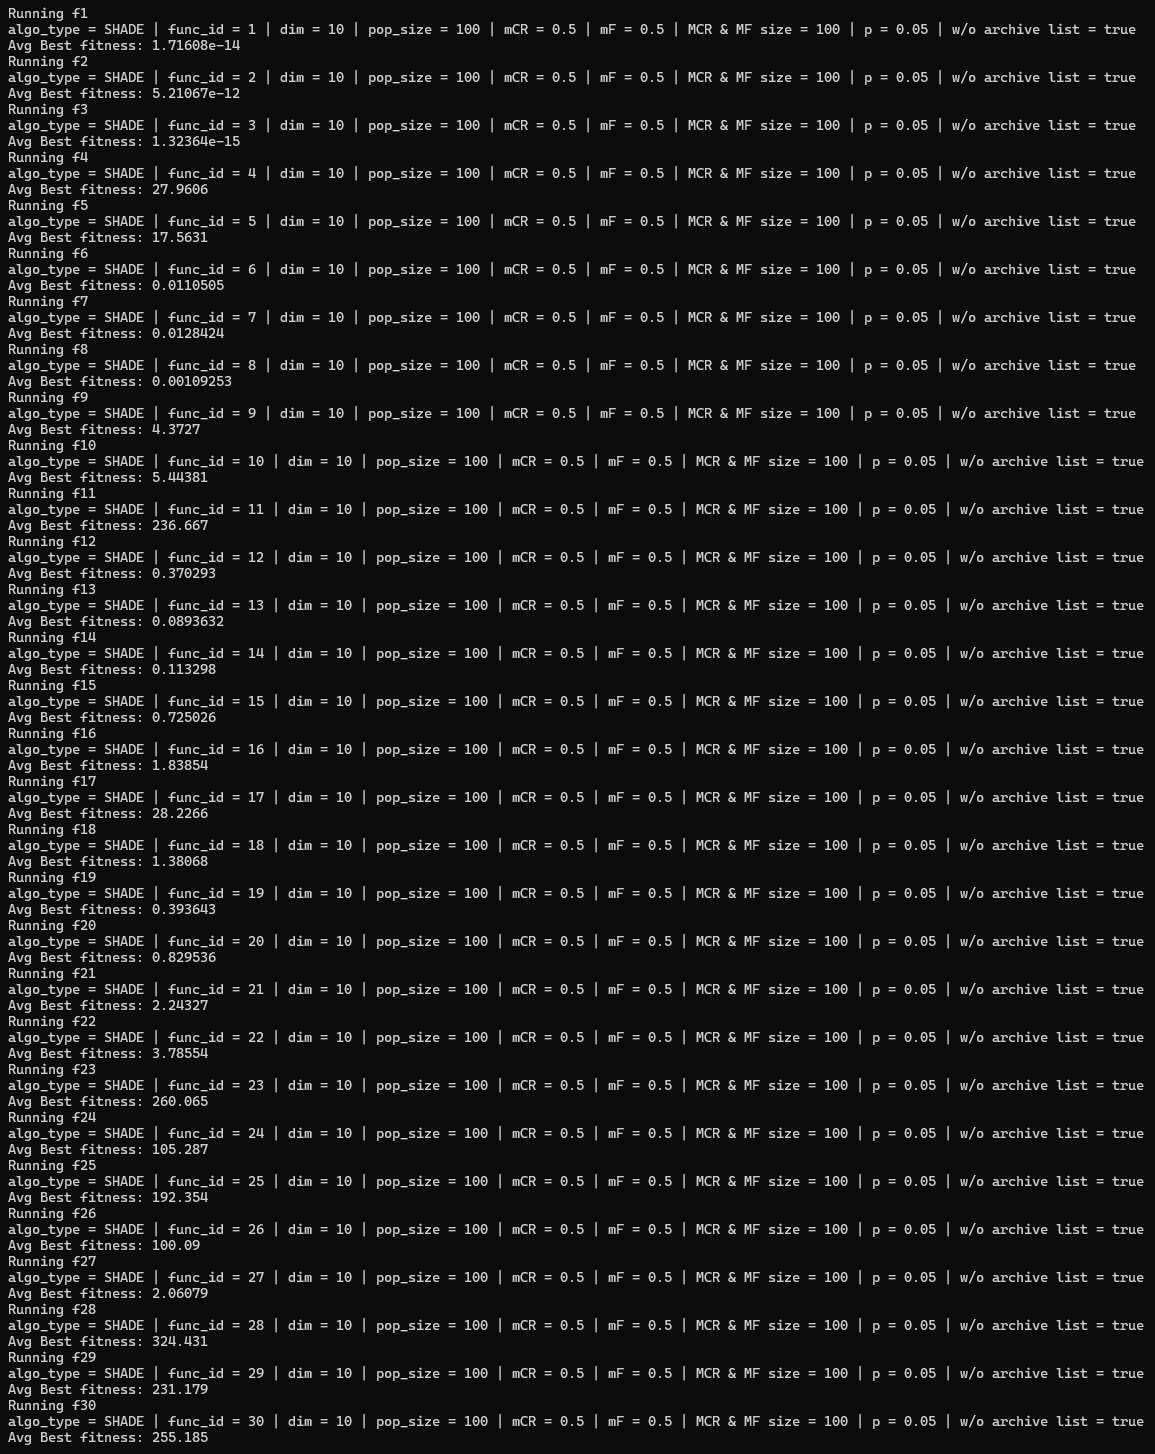 Running f1
algo_type = SHADE | func_id = 1 | dim = 10 | pop_size = 100 | mCR = 0.5 | mF = 0.5 | MCR & MF size = 100 | p = 0.05 | w/o archive list = true
Avg Best fitness: 1.71608e-14
Running f2
algo_type = SHADE | func_id = 2 | dim = 10 | pop_size = 100 | mCR = 0.5 | mF = 0.5 | MCR & MF size = 100 | p = 0.05 | w/o archive list = true
Avg Best fitness: 5.21067e-12
Running f3
algo_type = SHADE | func_id = 3 | dim = 10 | pop_size = 100 | mCR = 0.5 | mF = 0.5 | MCR & MF size = 100 | p = 0.05 | w/o archive list = true
Avg Best fitness: 1.32364e-15
Running f4
algo_type = SHADE | func_id = 4 | dim = 10 | pop_size = 100 | mCR = 0.5 | mF = 0.5 | MCR & MF size = 100 | p = 0.05 | w/o archive list = true
Avg Best fitness: 27.9606
Running f5
algo_type = SHADE | func_id = 5 | dim = 10 | pop_size = 100 | mCR = 0.5 | mF = 0.5 | MCR & MF size = 100 | p = 0.05 | w/o archive list = true
Avg Best fitness: 17.5631
Running f6
algo_type = SHADE | func_id = 6 | dim = 10 | pop_size = 100 | mCR = 0.5 | mF = 0.5 | MCR & MF size = 100 | p = 0.05 | w/o archive list = true
Avg Best fitness: 0.0110505
Running f7
algo_type = SHADE | func_id = 7 | dim = 10 | pop_size = 100 | mCR = 0.5 | mF = 0.5 | MCR & MF size = 100 | p = 0.05 | w/o archive list = true
Avg Best fitness: 0.0128424
Running f8
algo_type = SHADE | func_id = 8 | dim = 10 | pop_size = 100 | mCR = 0.5 | mF = 0.5 | MCR & MF size = 100 | p = 0.05 | w/o archive list = true
Avg Best fitness: 0.00109253
Running f9
algo_type = SHADE | func_id = 9 | dim = 10 | pop_size = 100 | mCR = 0.5 | mF = 0.5 | MCR & MF size = 100 | p = 0.05 | w/o archive list = true
Avg Best fitness: 4.3727
Running f10
algo_type = SHADE | func_id = 10 | dim = 10 | pop_size = 100 | mCR = 0.5 | mF = 0.5 | MCR & MF size = 100 | p = 0.05 | w/o archive list = true
Avg Best fitness: 5.44381
Running f11
algo_type = SHADE | func_id = 11 | dim = 10 | pop_size = 100 | mCR = 0.5 | mF = 0.5 | MCR & MF size = 100 | p = 0.05 | w/o archive list = true
Avg Best fitness: 236.667
Running f12
algo_type = SHADE | func_id = 12 | dim = 10 | pop_size = 100 | mCR = 0.5 | mF = 0.5 | MCR & MF size = 100 | p = 0.05 | w/o archive list = true
Avg Best fitness: 0.370293
Running f13
algo_type = SHADE | func_id = 13 | dim = 10 | pop_size = 100 | mCR = 0.5 | mF = 0.5 | MCR & MF size = 100 | p = 0.05 | w/o archive list = true
Avg Best fitness: 0.0893632
Running f14
algo_type = SHADE | func_id = 14 | dim = 10 | pop_size = 100 | mCR = 0.5 | mF = 0.5 | MCR & MF size = 100 | p = 0.05 | w/o archive list = true
Avg Best fitness: 0.113298
Running f15
algo_type = SHADE | func_id = 15 | dim = 10 | pop_size = 100 | mCR = 0.5 | mF = 0.5 | MCR & MF size = 100 | p = 0.05 | w/o archive list = true
Avg Best fitness: 0.725026
Running f16
algo_type = SHADE | func_id = 16 | dim = 10 | pop_size = 100 | mCR = 0.5 | mF = 0.5 | MCR & MF size = 100 | p = 0.05 | w/o archive list = true
Avg Best fitness: 1.83854
Running f17
algo_type = SHADE | func_id = 17 | dim = 10 | pop_size = 100 | mCR = 0.5 | mF = 0.5 | MCR & MF size = 100 | p = 0.05 | w/o archive list = true
Avg Best fitness: 28.2266
Running f18
algo_type = SHADE | func_id = 18 | dim = 10 | pop_size = 100 | mCR = 0.5 | mF = 0.5 | MCR & MF size = 100 | p = 0.05 | w/o archive list = true
Avg Best fitness: 1.38068
Running f19
algo_type = SHADE | func_id = 19 | dim = 10 | pop_size = 100 | mCR = 0.5 | mF = 0.5 | MCR & MF size = 100 | p = 0.05 | w/o archive list = true
Avg Best fitness: 0.393643
Running f20
algo_type = SHADE | func_id = 20 | dim = 10 | pop_size = 100 | mCR = 0.5 | mF = 0.5 | MCR & MF size = 100 | p = 0.05 | w/o archive list = true
Avg Best fitness: 0.829536
Running f21
algo_type = SHADE | func_id = 21 | dim = 10 | pop_size = 100 | mCR = 0.5 | mF = 0.5 | MCR & MF size = 100 | p = 0.05 | w/o archive list = true
Avg Best fitness: 2.24327
Running f22
algo_type = SHADE | func_id = 22 | dim = 10 | pop_size = 100 | mCR = 0.5 | mF = 0.5 | MCR & MF size = 100 | p = 0.05 | w/o archive list = true
Avg Best fitness: 3.78554
Running f23
algo_type = SHADE | func_id = 23 | dim = 10 | pop_size = 100 | mCR = 0.5 | mF = 0.5 | MCR & MF size = 100 | p = 0.05 | w/o archive list = true
Avg Best fitness: 260.065
Running f24
algo_type = SHADE | func_id = 24 | dim = 10 | pop_size = 100 | mCR = 0.5 | mF = 0.5 | MCR & MF size = 100 | p = 0.05 | w/o archive list = true
Avg Best fitness: 105.287
Running f25
algo_type = SHADE | func_id = 25 | dim = 10 | pop_size = 100 | mCR = 0.5 | mF = 0.5 | MCR & MF size = 100 | p = 0.05 | w/o archive list = true
Avg Best fitness: 192.354
Running f26
algo_type = SHADE | func_id = 26 | dim = 10 | pop_size = 100 | mCR = 0.5 | mF = 0.5 | MCR & MF size = 100 | p = 0.05 | w/o archive list = true
Avg Best fitness: 100.09
Running f27
algo_type = SHADE | func_id = 27 | dim = 10 | pop_size = 100 | mCR = 0.5 | mF = 0.5 | MCR & MF size = 100 | p = 0.05 | w/o archive list = true
Avg Best fitness: 2.06079
Running f28
algo_type = SHADE | func_id = 28 | dim = 10 | pop_size = 100 | mCR = 0.5 | mF = 0.5 | MCR & MF size = 100 | p = 0.05 | w/o archive list = true
Avg Best fitness: 324.431
Running f29
algo_type = SHADE | func_id = 29 | dim = 10 | pop_size = 100 | mCR = 0.5 | mF = 0.5 | MCR & MF size = 100 | p = 0.05 | w/o archive list = true
Avg Best fitness: 231.179
Running f30
algo_type = SHADE | func_id = 30 | dim = 10 | pop_size = 100 | mCR = 0.5 | mF = 0.5 | MCR & MF size = 100 | p = 0.05 | w/o archive list = true
Avg Best fitness: 255.185